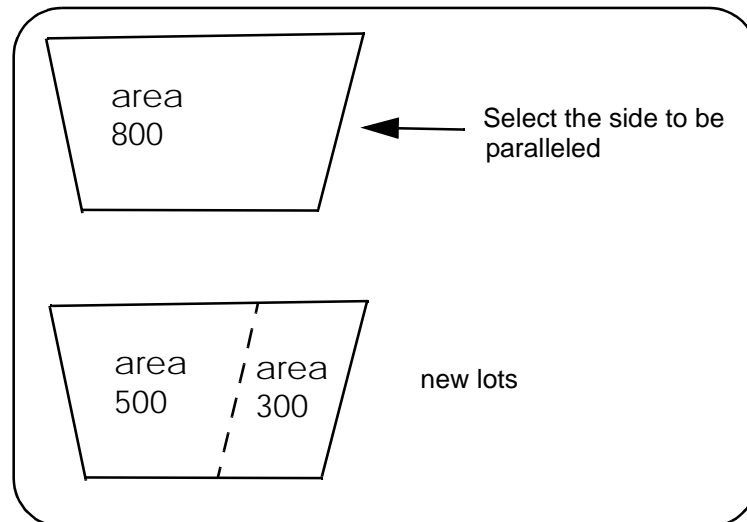 area
800
Select the side to be
paralleled
area
500
area
300
new lots